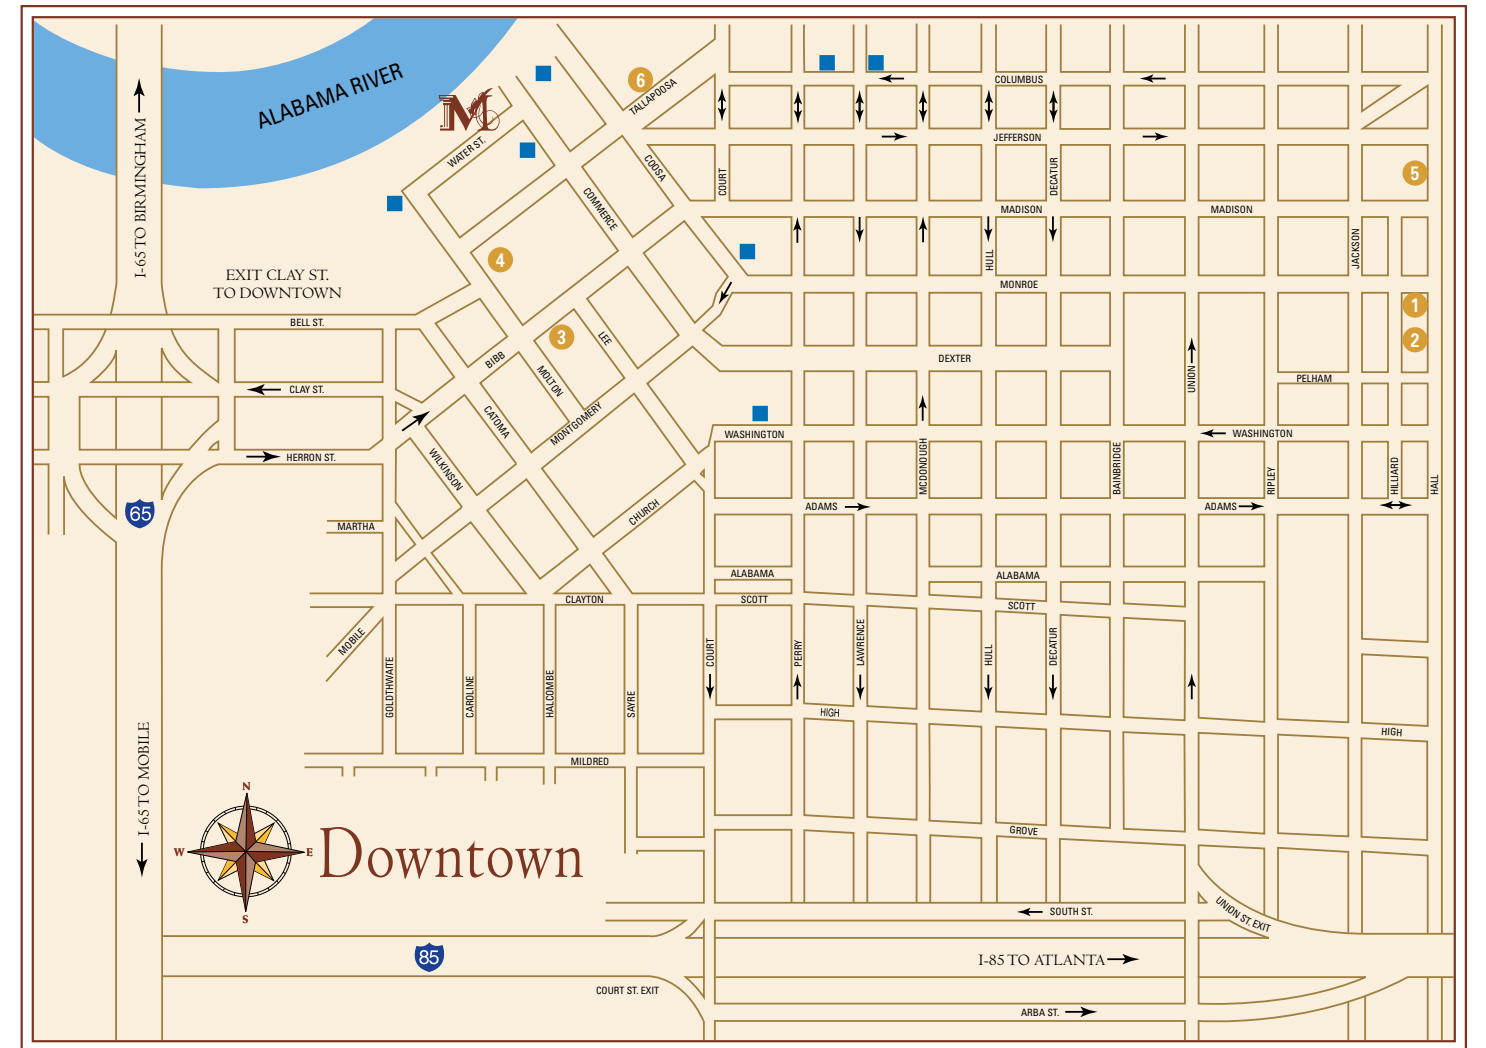 ALABAMA RIVER
6
TALLAPOOSA
COLUMBUS
M
WATER ST.
JEFFERSON
COOSA
COURT
DECATUR
5
I-65 TO BIRMINGHAM
COMMERCE
MADISON
MADISON
4
HULL
JACKSON
EXIT CLAY ST.
TO DOWNTOWN
MONROE
BELL ST.
3
LEE
1
2
BIBB
DEXTER
UNION
PELHAM
CLAY ST.
MOLTON
CATOMA
MONTGOMERY
WASHINGTON
WASHINGTON
HERRON ST.
WILKINSON
MCDONOUGH
BAINBRIDGE
RIPLEY
HILLIARD
HALL
65
CHURCH
ADAMS
ADAMS
MARTHA
ALABAMA
ALABAMA
CLAYTON
SCOTT
SCOTT
MOBILE
GOLDTHWAITE
CAROLINE
HALCOMBE
SAYRE
COURT
PERRY
LAWRENCE
HULL
DECATUR
HIGH
HIGH
I-65 TO MOBILE
MILDRED
N
W
E
S
Downtown
GROVE
SOUTH ST.
UNION ST. EXIT
85
I-85 TO ATLANTA
COURT ST. EXIT
ARBA ST.